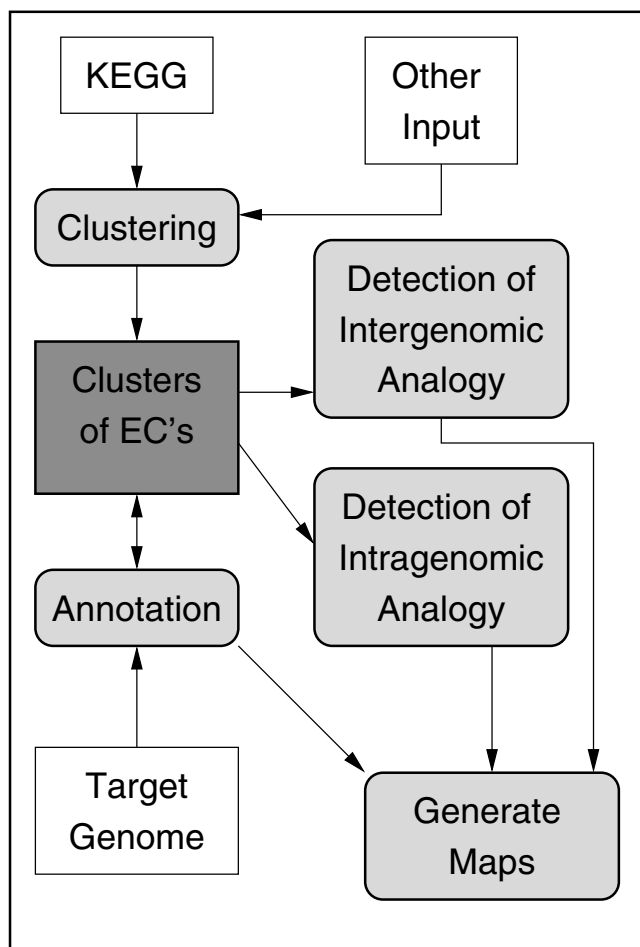 KEGG
Other
Input
Clustering
Detection of
Intergenomic
Analogy
Clusters
of EC's
Detection of
Intragenomic
Analogy
Annotation
Target
Genome
Generate
Maps